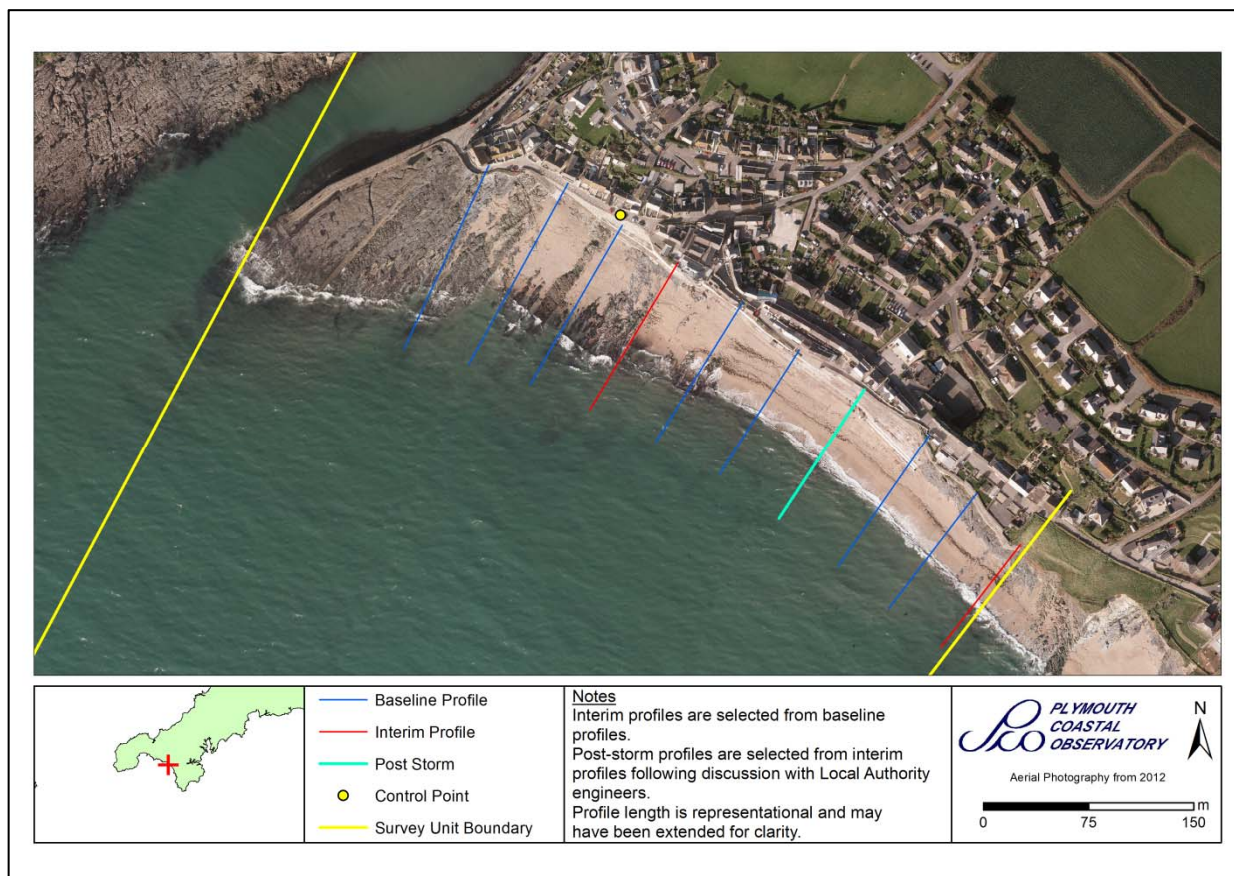 Baseline Profile
Interim Profile
Post Storm
Control Point
Survey Unit Boundary
Notes
Interim profiles are selected from baseline
profiles.
Post-storm profiles are selected from interim
profiles following discussion with Local Authority
engineers.
Profile length is representational and may
have been extended for clarity.
PCO
PLYMOUTH
COASTAL
OBSERVATORY
N
Aerial Photography from 2012
m
0 75 150